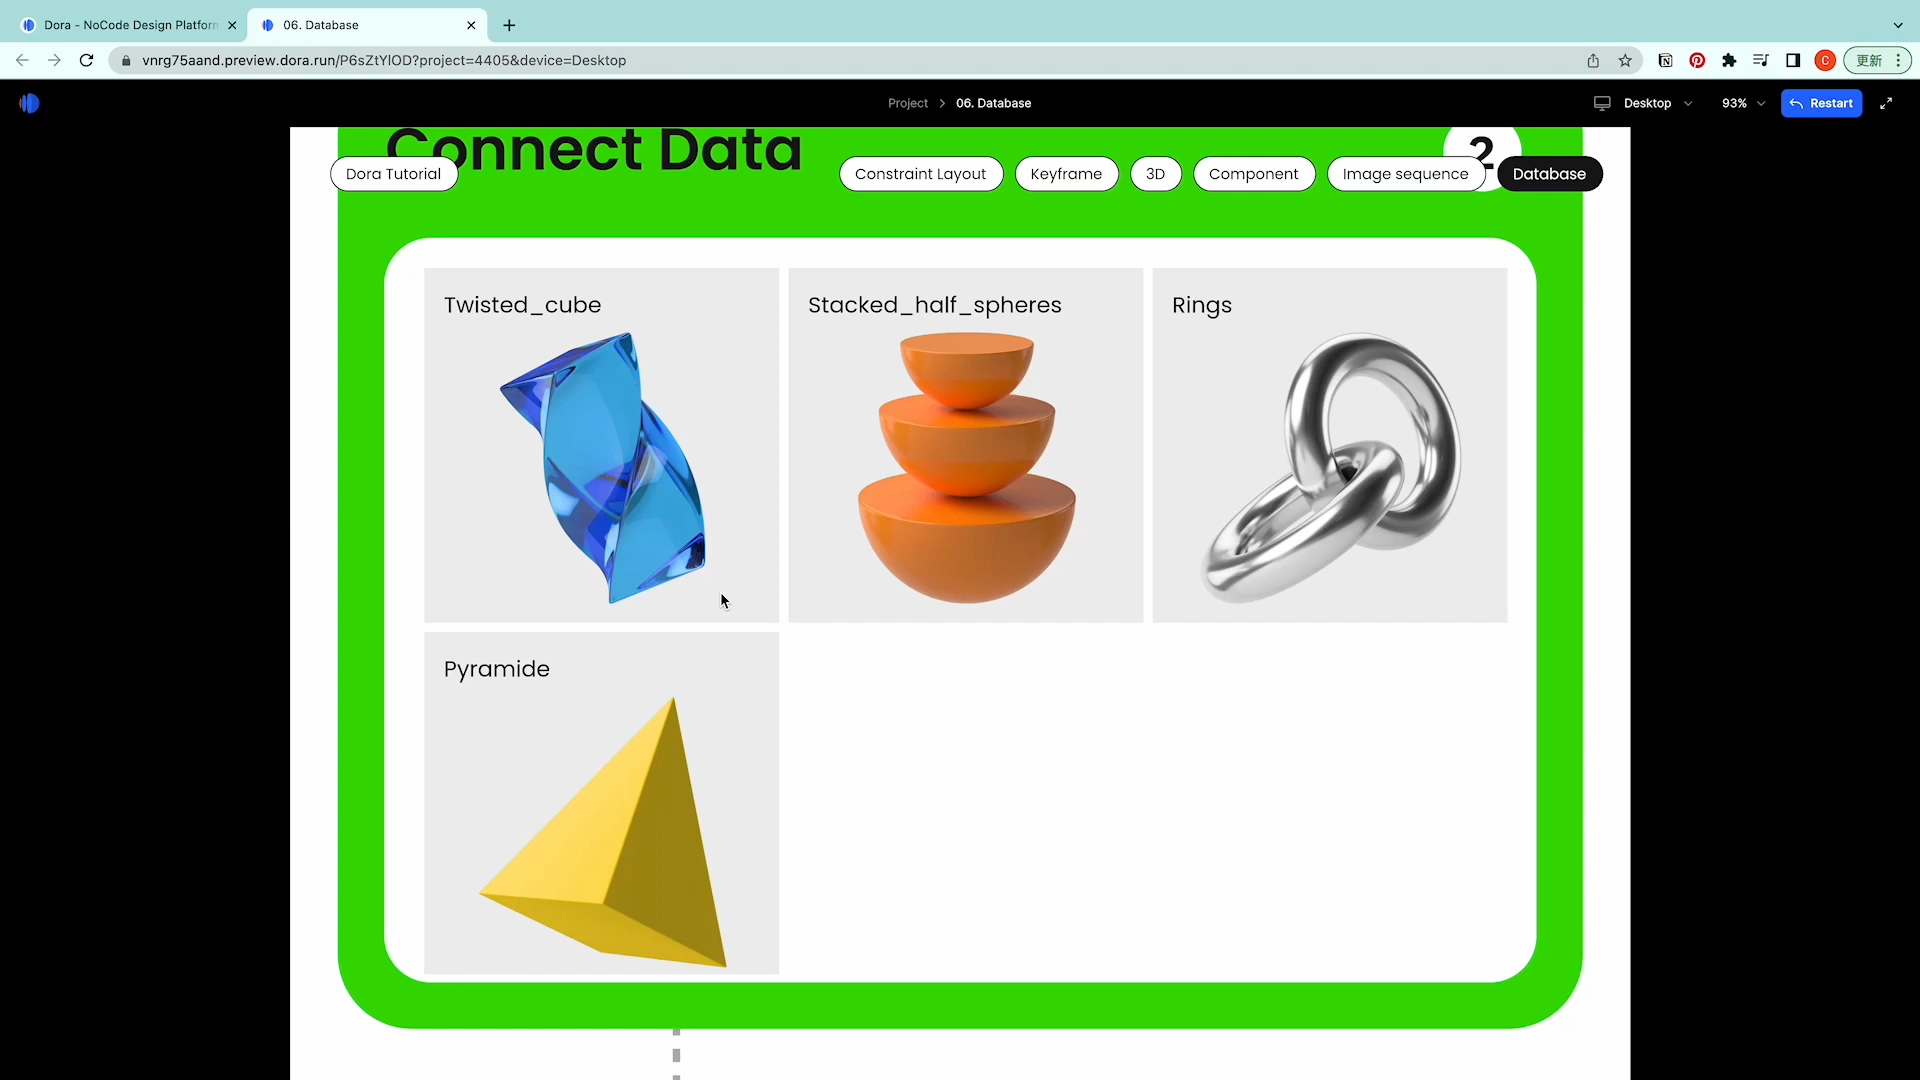 Dora - NoCode Design Platform
06. Database
vnrg75aand.preview.dora.run/P6sZtYlOD?project=4405&device=Desktop
C
更新
Project
06. Database
Desktop
93%
Restart
Connect Data
2
Dora Tutorial
Constraint Layout
Keyframe
3D
Component
Image sequence
Database
Twisted_cube
Stacked_half_spheres
Rings
Pyramide